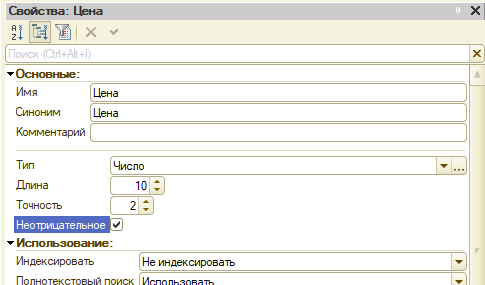 Свойства: Цена
Поиск (Ctrl+Alt+I)
Основные:
Имя Цена
Синоним Цена
Комментарий
Тип Число
Длина 10
Точность 2
Неотрицательное
Использование:
Индексировать Не индексировать
Полнотекстовый поиск Использовать